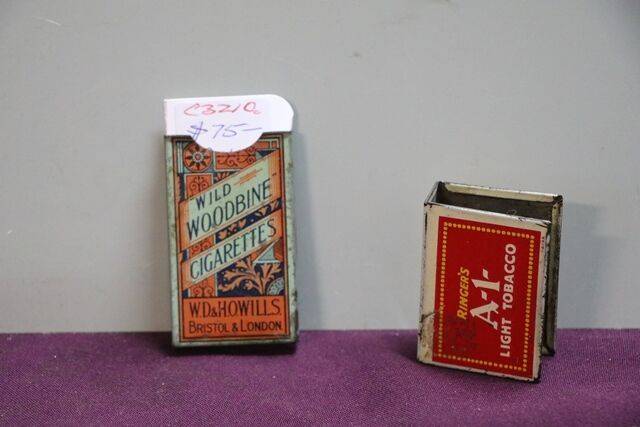 C3210
$75-
WILD
WOODBINE
CIGARETTES
W.D.& H.O.WILLS.
BRISTOL & LONDON.
RINGER'S
A-1-
LIGHT TOBACCO